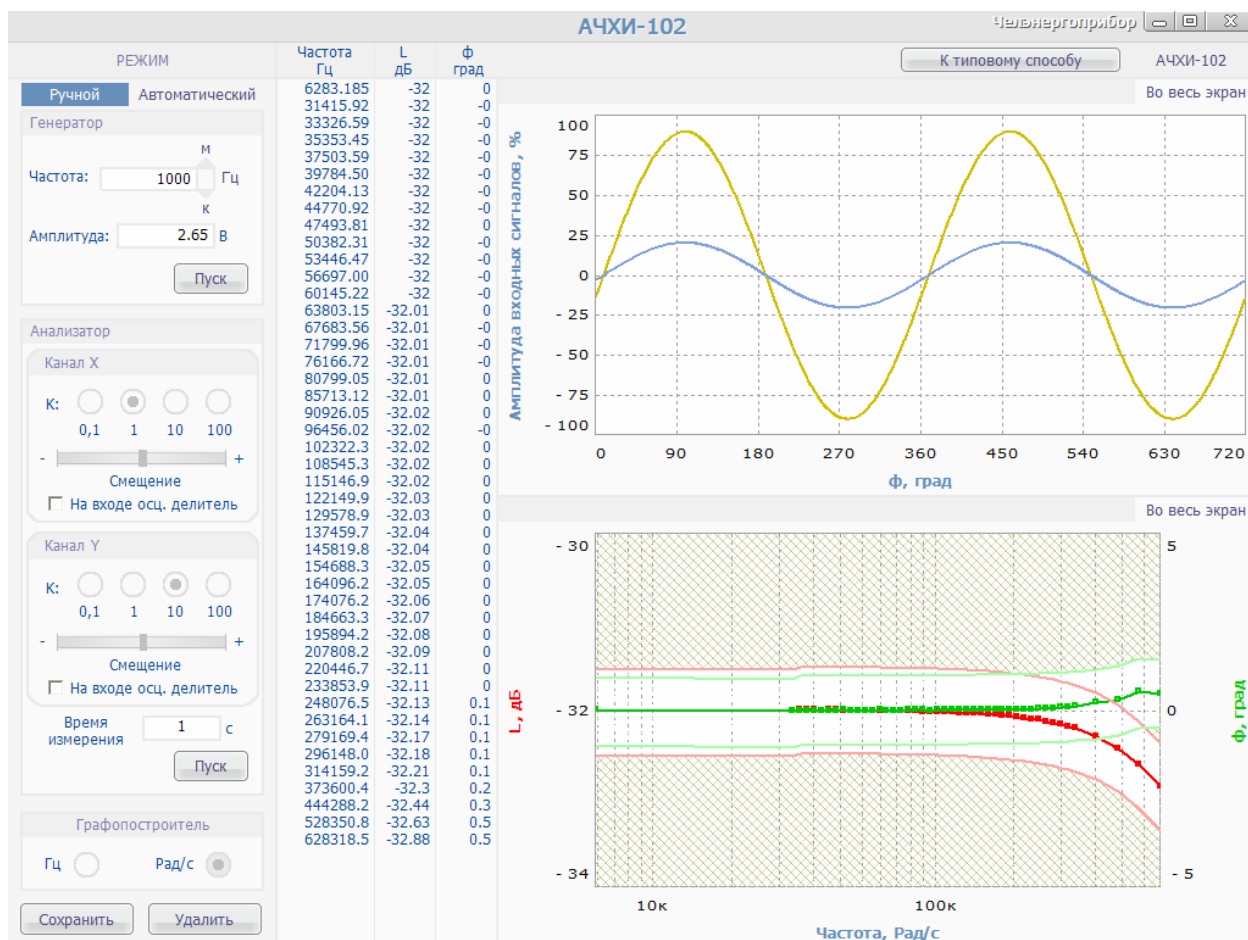 АЧХИ-102
Челэнергоприбор
РЕЖИМ
Частота Гц
L дБ
ф град
К типовому способу
АЧХИ-102
Ручной Автоматический
Генератор
м
Частота: 1000 Гц
к
Амплитуда: 2.65 В
Пуск
Анализатор
Канал X
К:
0,1 1 10 100
- +
Смещение
На входе осц. делитель
Канал Y
К:
0,1 1 10 100
- +
Смещение
На входе осц. делитель
Время измерения 1 с
Пуск
Графопостроитель
Гц Рад/с
Сохранить Удалить
6283.185 -32 0
31415.92 -32 -0
33326.59 -32 -0
35353.45 -32 -0
37503.59 -32 -0
39784.50 -32 -0
42204.13 -32 -0
44770.92 -32 -0
47493.81 -32 0
50382.31 -32 -0
53446.47 -32 -0
56697.00 -32 -0
60145.22 -32 -0
63803.15 -32.01 0
67683.56 -32.01 -0
71799.96 -32.01 -0
76166.72 -32.01 -0
80799.05 -32.01 0
85713.12 -32.01 0
90926.05 -32.02 0
96456.02 -32.02 -0
102322.3 -32.02 0
108545.3 -32.02 0
115146.9 -32.02 0
122149.9 -32.03 0
129578.9 -32.03 0
137459.7 -32.04 0
145819.8 -32.04 0
154688.3 -32.05 0
164096.2 -32.05 0
174076.2 -32.06 0
184663.3 -32.07 0
195894.2 -32.08 0
207808.2 -32.09 0
220446.7 -32.11 0
233853.9 -32.11 0
248076.5 -32.13 0.1
263164.1 -32.14 0.1
279169.4 -32.17 0.1
296148.0 -32.18 0.1
314159.2 -32.21 0.1
373600.4 -32.3 0.2
444288.2 -32.44 0.3
528350.8 -32.63 0.5
628318.5 -32.88 0.5
Во весь экран
Амплитуда входных сигналов, %
100
75
50
25
0
- 25
- 50
- 75
- 100
0 90 180 270 360 450 540 630 720
ф, град
Во весь экран
L, дБ
- 30
- 32
- 34
5
0
- 5
ф, град
10к 100к
Частота, Рад/с